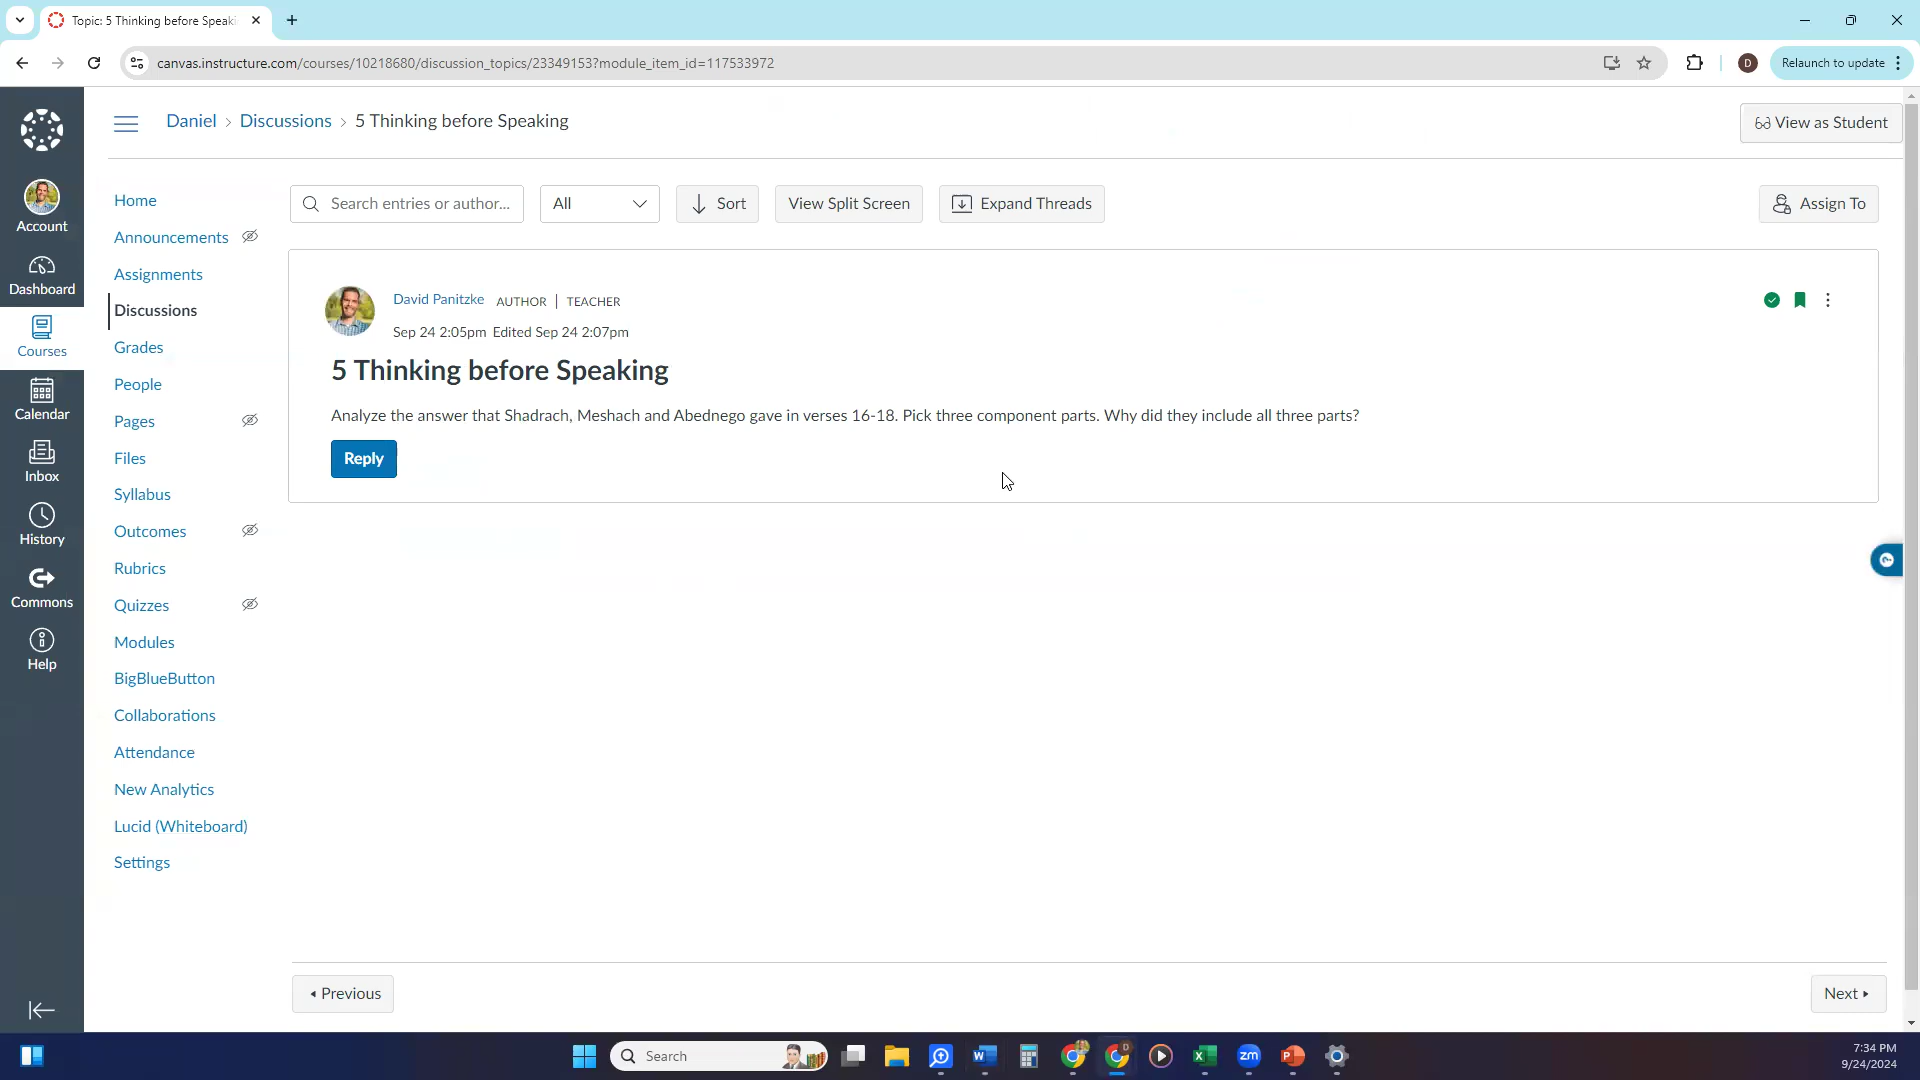 Topic: 5 Thinking before Speaki
canvas.instructure.com/courses/10218680/discussion_topics/23349153?module_item_id=117533972
D
Relaunch to update
Daniel › Discussions › 5 Thinking before Speaking
View as Student
Account
Dashboard
Courses
Calendar
Inbox
History
Commons
Help
Home
Announcements
Assignments
Discussions
Grades
People
Pages
Files
Syllabus
Outcomes
Rubrics
Quizzes
Modules
BigBlueButton
Collaborations
Attendance
New Analytics
Lucid (Whiteboard)
Settings
Search entries or author...
All
Sort
View Split Screen
Expand Threads
Assign To
David Panitzke AUTHOR | TEACHER
Sep 24 2:05pm Edited Sep 24 2:07pm
5 Thinking before Speaking
Analyze the answer that Shadrach, Meshach and Abednego gave in verses 16-18. Pick three component parts. Why did they include all three parts?
Reply
Previous
Next
Search
zm
7:34 PM
9/24/2024